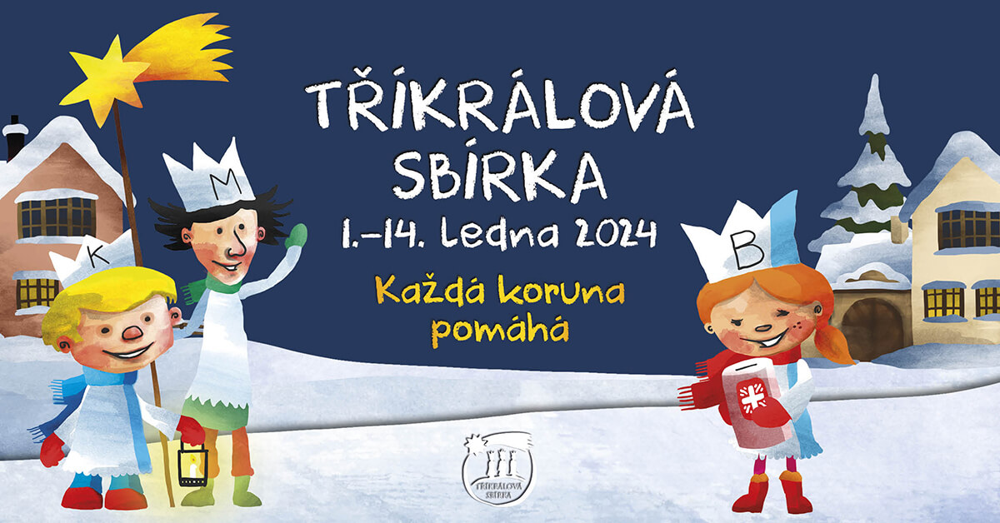 TŘÍKRÁLOVÁ
SBÍRKA
1.–14. Ledna 2024
Každá koruna
pomáhá
K
M
B
TŘÍKRÁLOVÁ
SBÍRKA